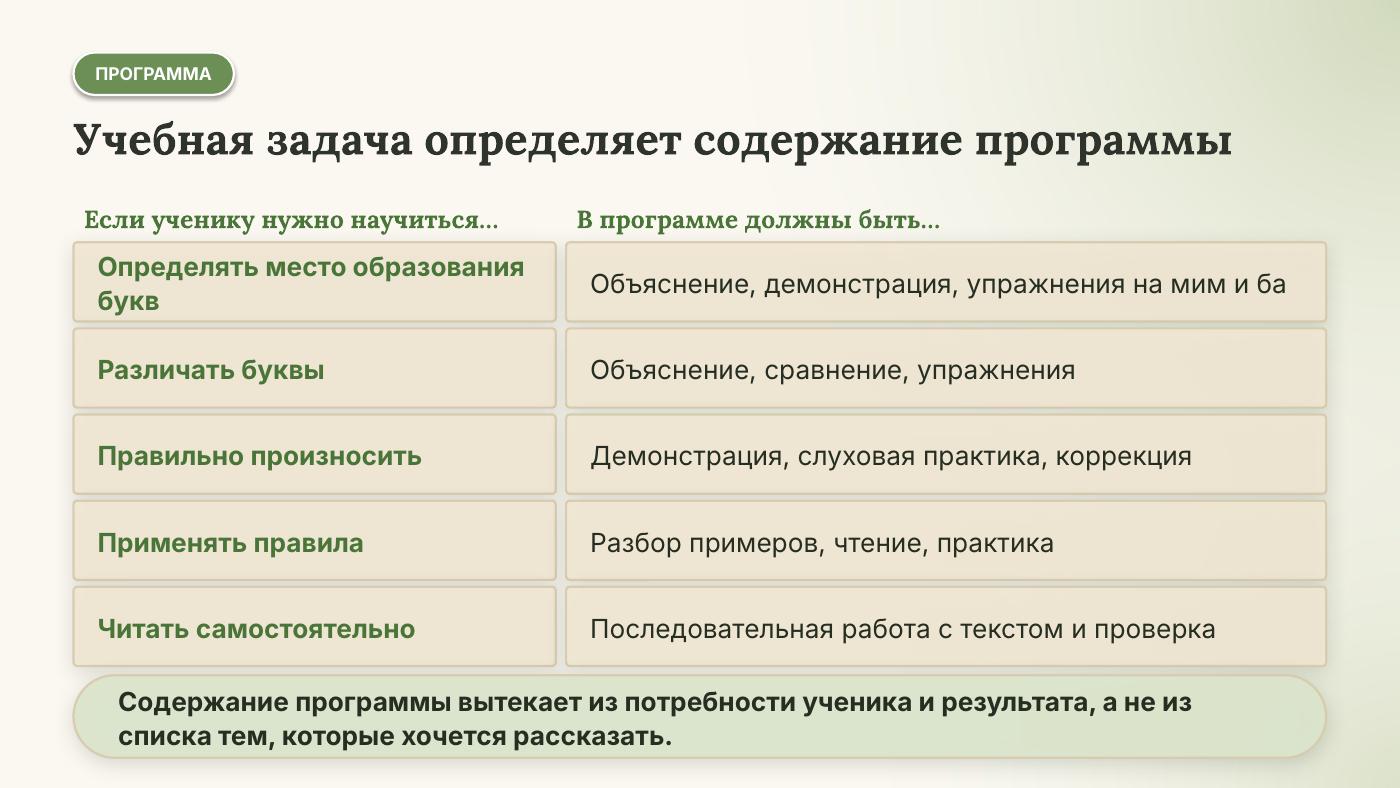 ПРОГРАММА
Учебная задача определяет содержание программы
Если ученику нужно научиться...
В программе должны быть...
Определять место образования
букв
Объяснение, демонстрация, упражнения на мим и ба
Различать буквы
Объяснение, сравнение, упражнения
Правильно произносить
Демонстрация, слуховая практика, коррекция
Применять правила
Разбор примеров, чтение, практика
Читать самостоятельно
Последовательная работа с текстом и проверка
Содержание программы вытекает из потребности ученика и результата, а не из
списка тем, которые хочется рассказать.